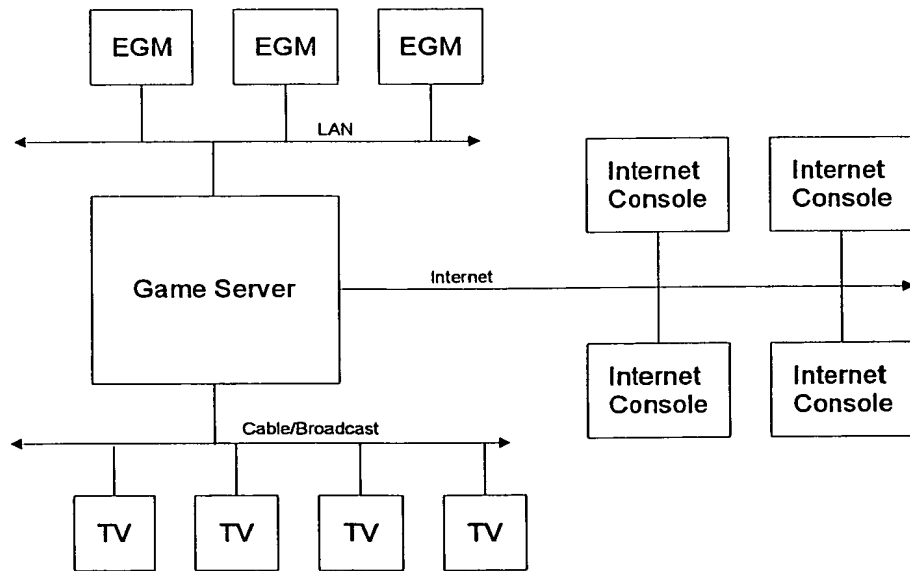 EGM EGM EGM
LAN
Internet
Console
Internet
Console
Game Server
Internet
Internet
Console
Internet
Console
Cable/Broadcast
TV TV TV TV